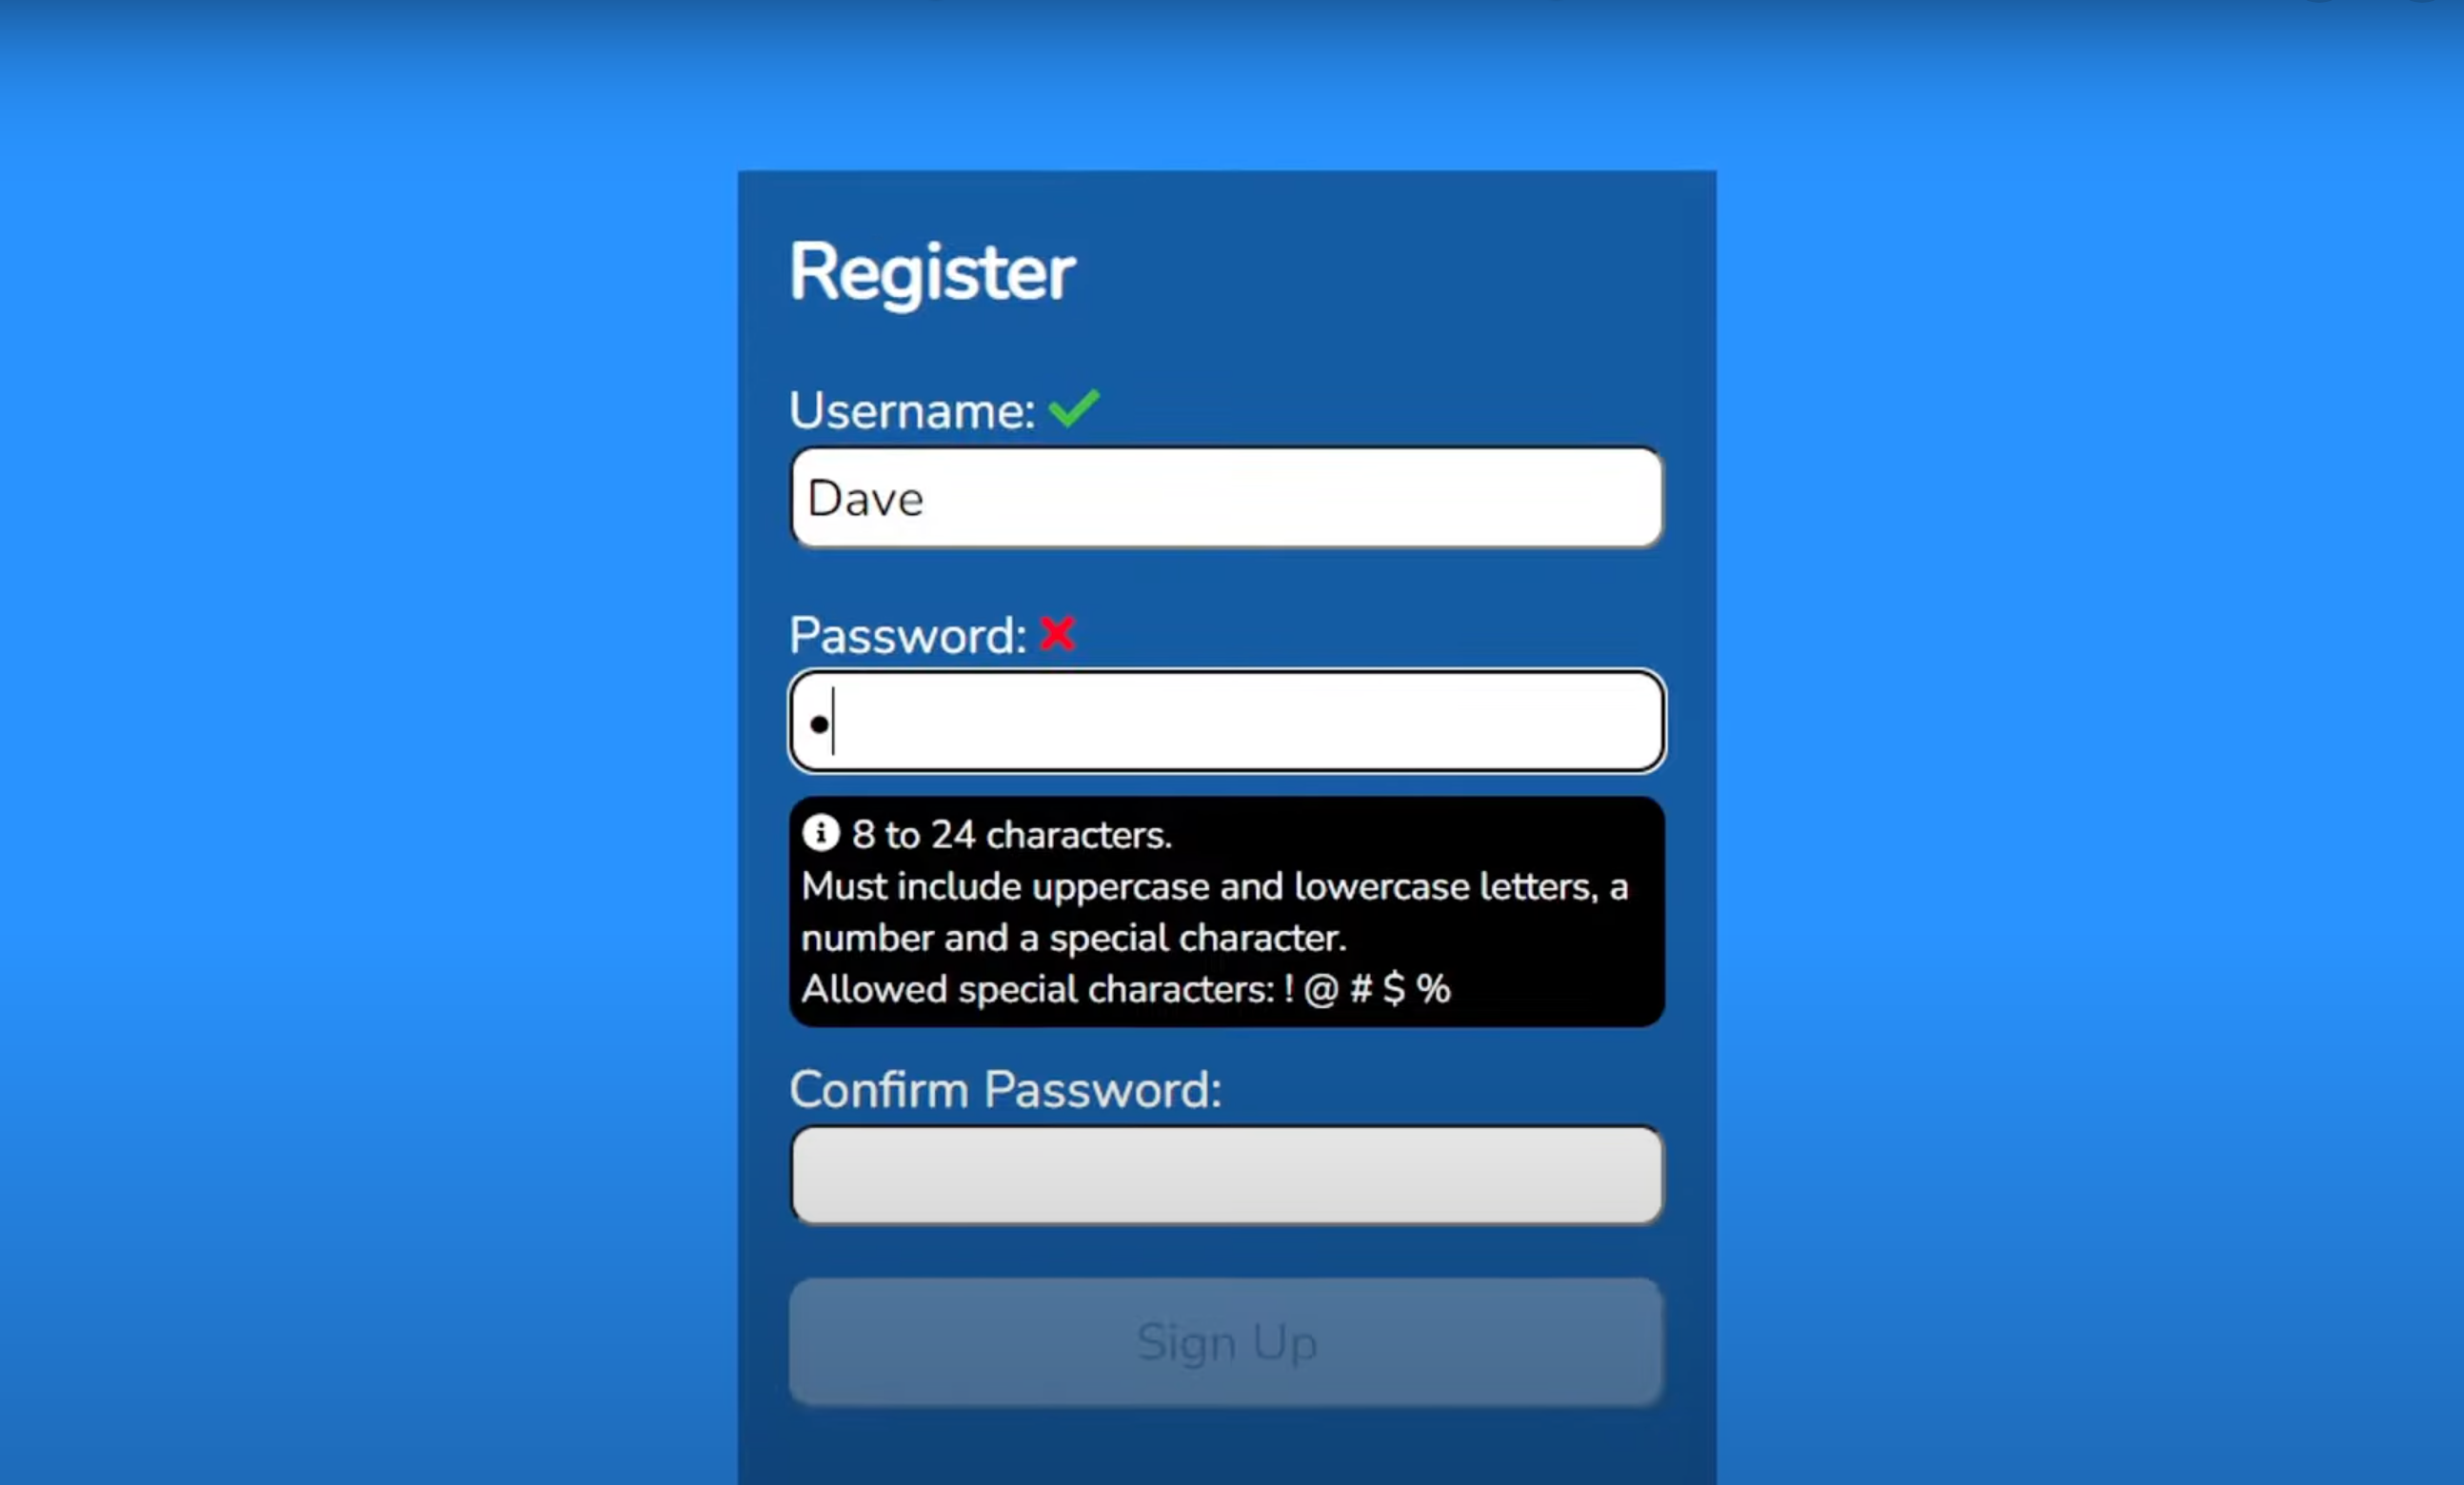 Register
Username:
Dave
Password:
8 to 24 characters.
Must include uppercase and lowercase letters, a
number and a special character.
Allowed special characters: ! @ # $ %
Confirm Password:
Sign Up